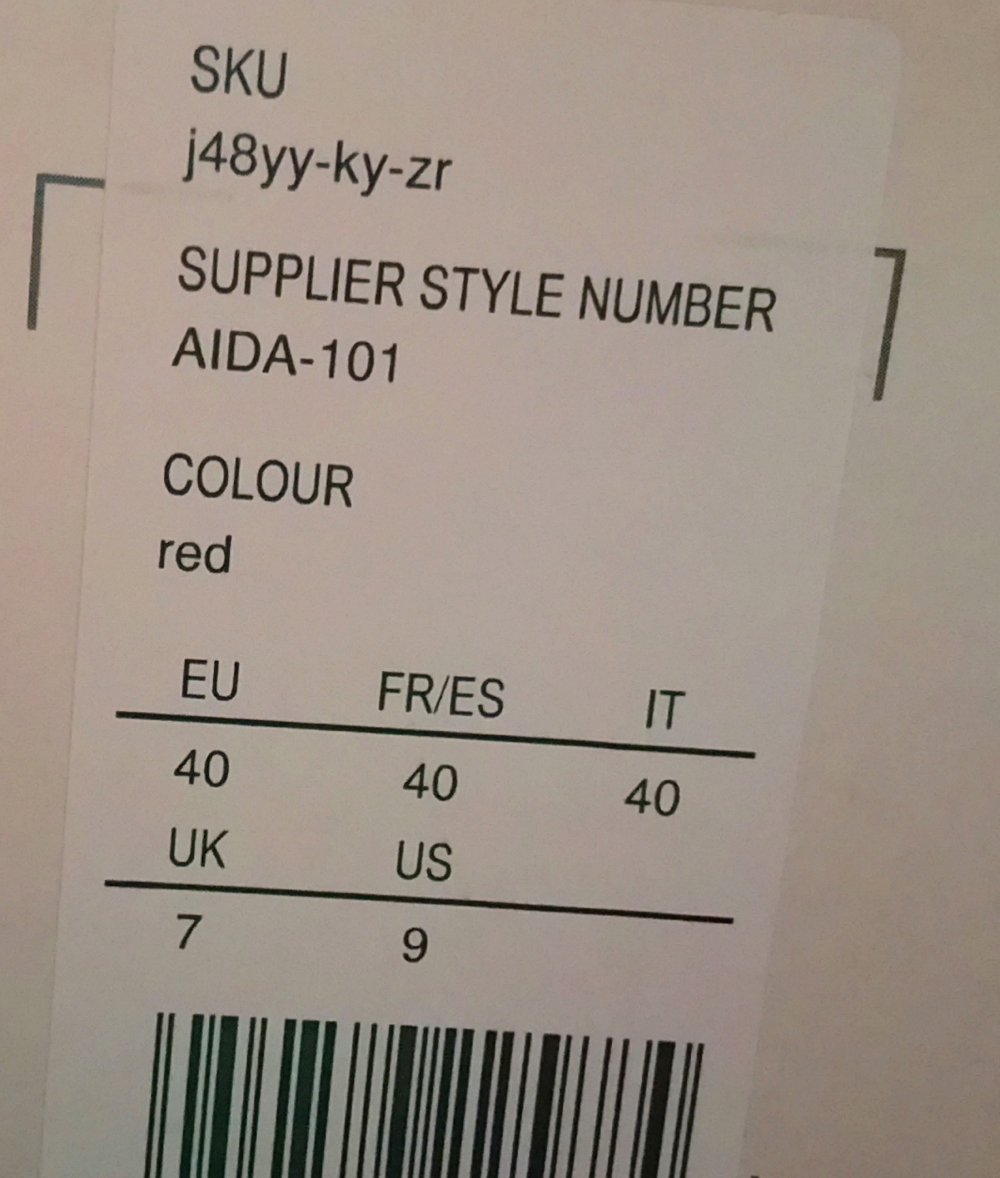 SKU
j48yy-ky-zr
SUPPLIER STYLE NUMBER
AIDA-101
COLOUR
red
EU FR/ES IT
40 40 40
UK US
7 9